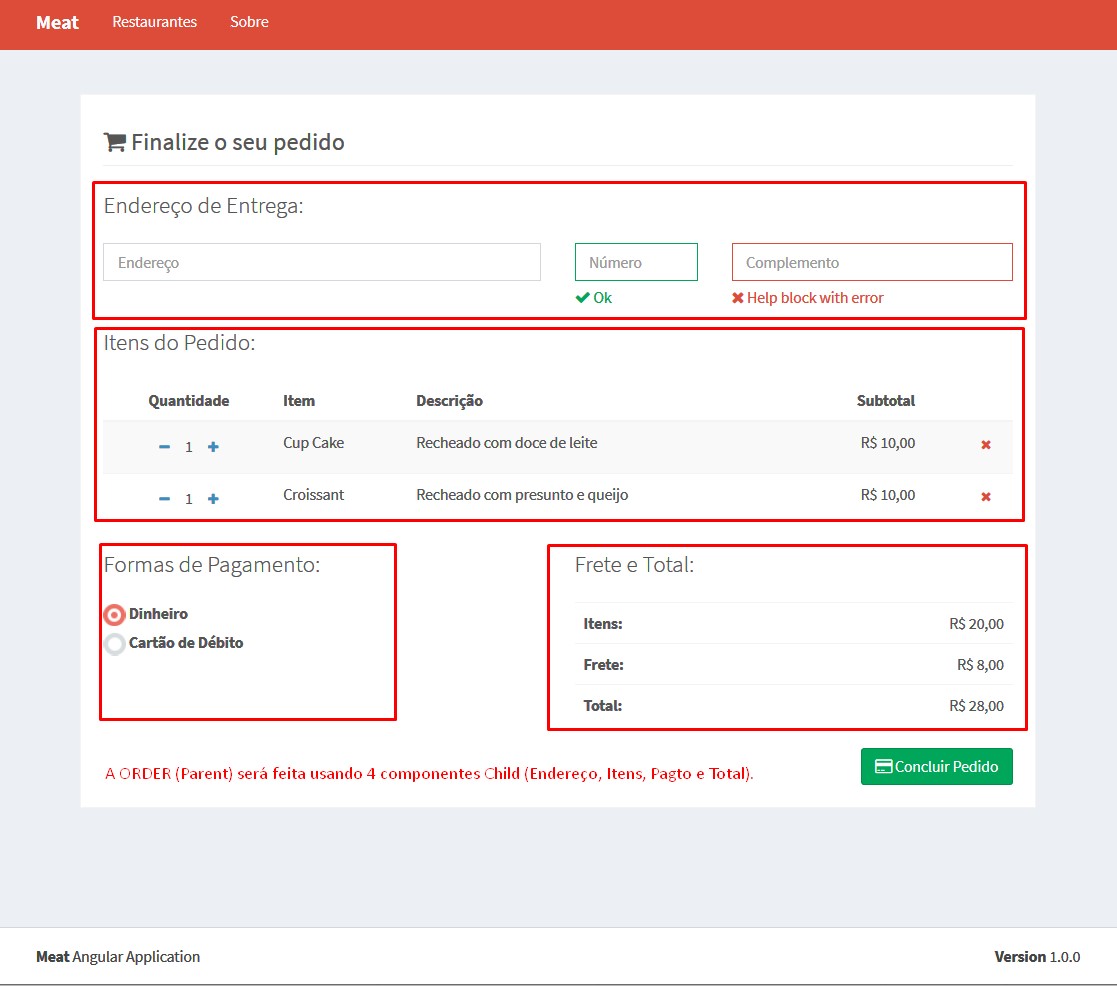 Meat Restaurantes Sobre
Finalize o seu pedido
Endereço de Entrega:
Endereço Número Complemento
Ok Help block with error
Itens do Pedido:
Quantidade Item Descrição Subtotal
1 Cup Cake Recheado com doce de leite R$ 10,00
1 Croissant Recheado com presunto e queijo R$ 10,00
Formas de Pagamento:
Dinheiro
Cartão de Débito
Frete e Total:
Itens: R$ 20,00
Frete: R$ 8,00
Total: R$ 28,00
A ORDER (Parent) será feita usando 4 componentes Child (Endereço, Itens, Pagto e Total).
Concluir Pedido
Meat Angular Application Version 1.0.0